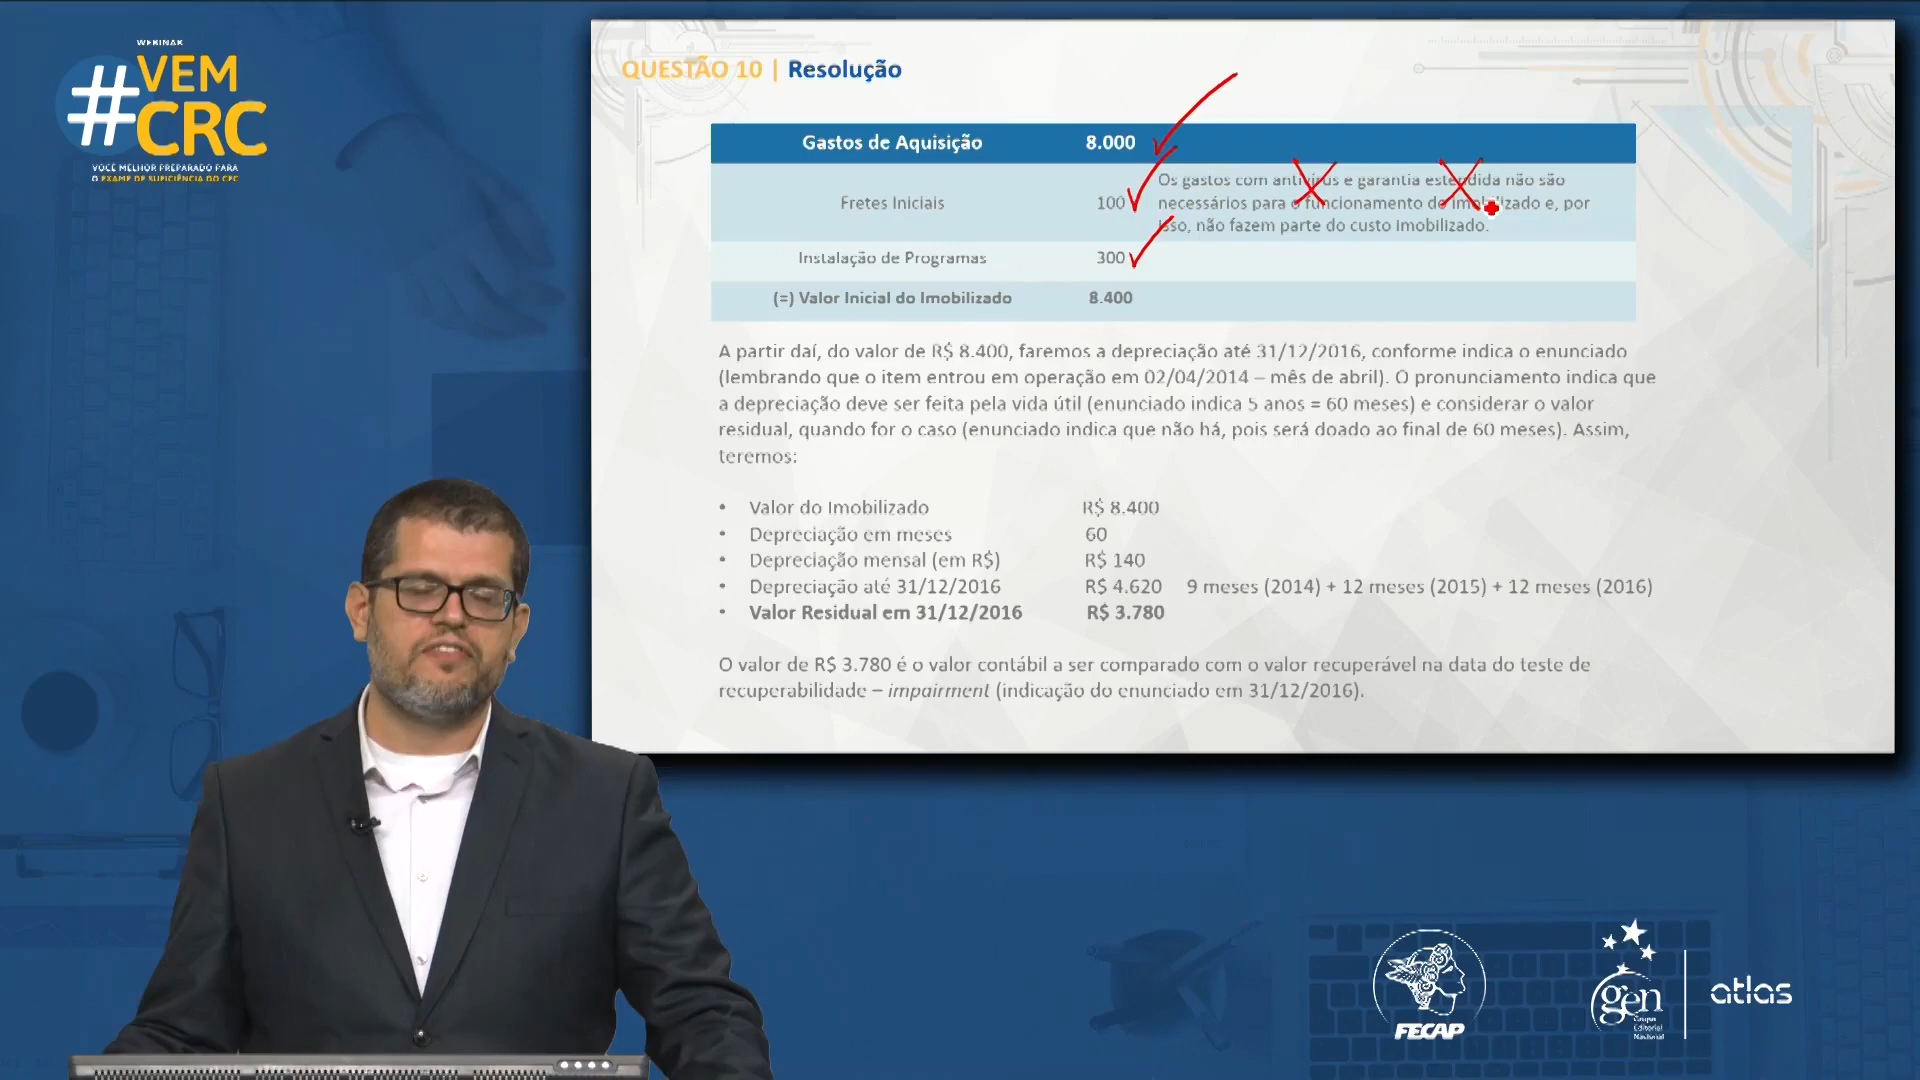 WEBINAR
#VEM
CRC
VOCÊ MELHOR PREPARADO PARA
O EXAME DE SUFICIÊNCIA DO CFC
QUESTÃO 10 | Resolução
Gastos de Aquisição 8.000
Fretes Iniciais 100
Os gastos com antivírus e garantia estendida não são
necessários para o funcionamento do imobilizado e, por
isso, não fazem parte do custo imobilizado.
Instalação de Programas 300
(=) Valor Inicial do Imobilizado 8.400
A partir daí, do valor de R$ 8.400, faremos a depreciação até 31/12/2016, conforme indica o enunciado
(lembrando que o item entrou em operação em 02/04/2014 – mês de abril). O pronunciamento indica que
a depreciação deve ser feita pela vida útil (enunciado indica 5 anos = 60 meses) e considerar o valor
residual, quando for o caso (enunciado indica que não há, pois será doado ao final de 60 meses). Assim,
teremos:
• Valor do Imobilizado R$ 8.400
• Depreciação em meses 60
• Depreciação mensal (em R$) R$ 140
• Depreciação até 31/12/2016 R$ 4.620 9 meses (2014) + 12 meses (2015) + 12 meses (2016)
• Valor Residual em 31/12/2016 R$ 3.780
O valor de R$ 3.780 é o valor contábil a ser comparado com o valor recuperável na data do teste de
recuperabilidade – impairment (indicação do enunciado em 31/12/2016).
FECAP
gen
Grupo
Editorial
Nacional
atlas